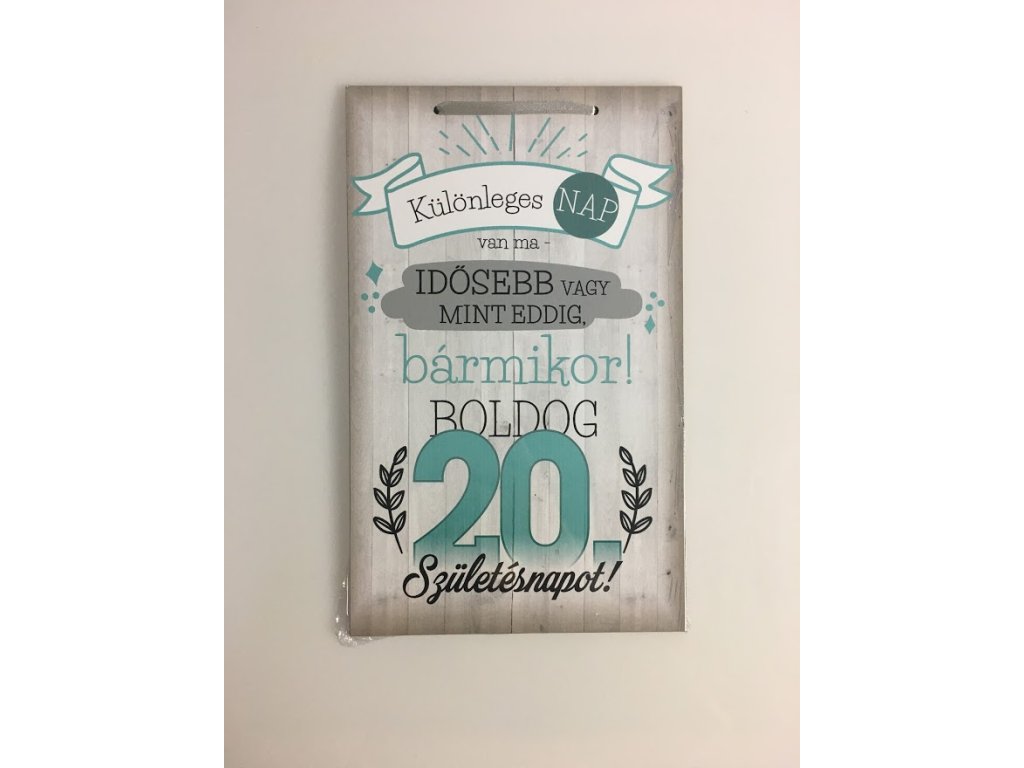 Különleges NAP
van ma -
IDŐSEBB VAGY
MINT EDDIG,
bármikor!
BOLDOG
20.
Születésnapot!